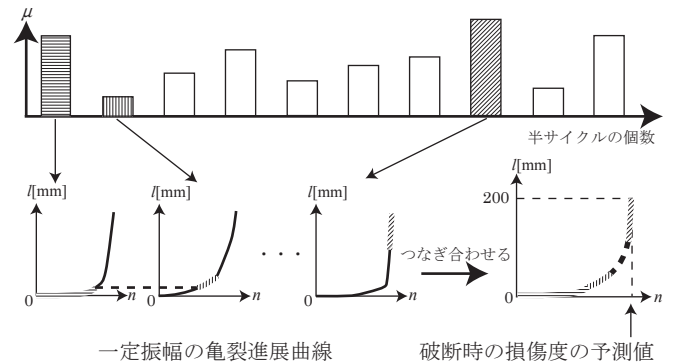 μ
半サイクルの個数
l[mm]
l[mm]
l[mm]
l[mm]
200
つなぎ合わせる
・・・
0
n
0
n
0
n
0
n
一定振幅の亀裂進展曲線
破断時の損傷度の予測値